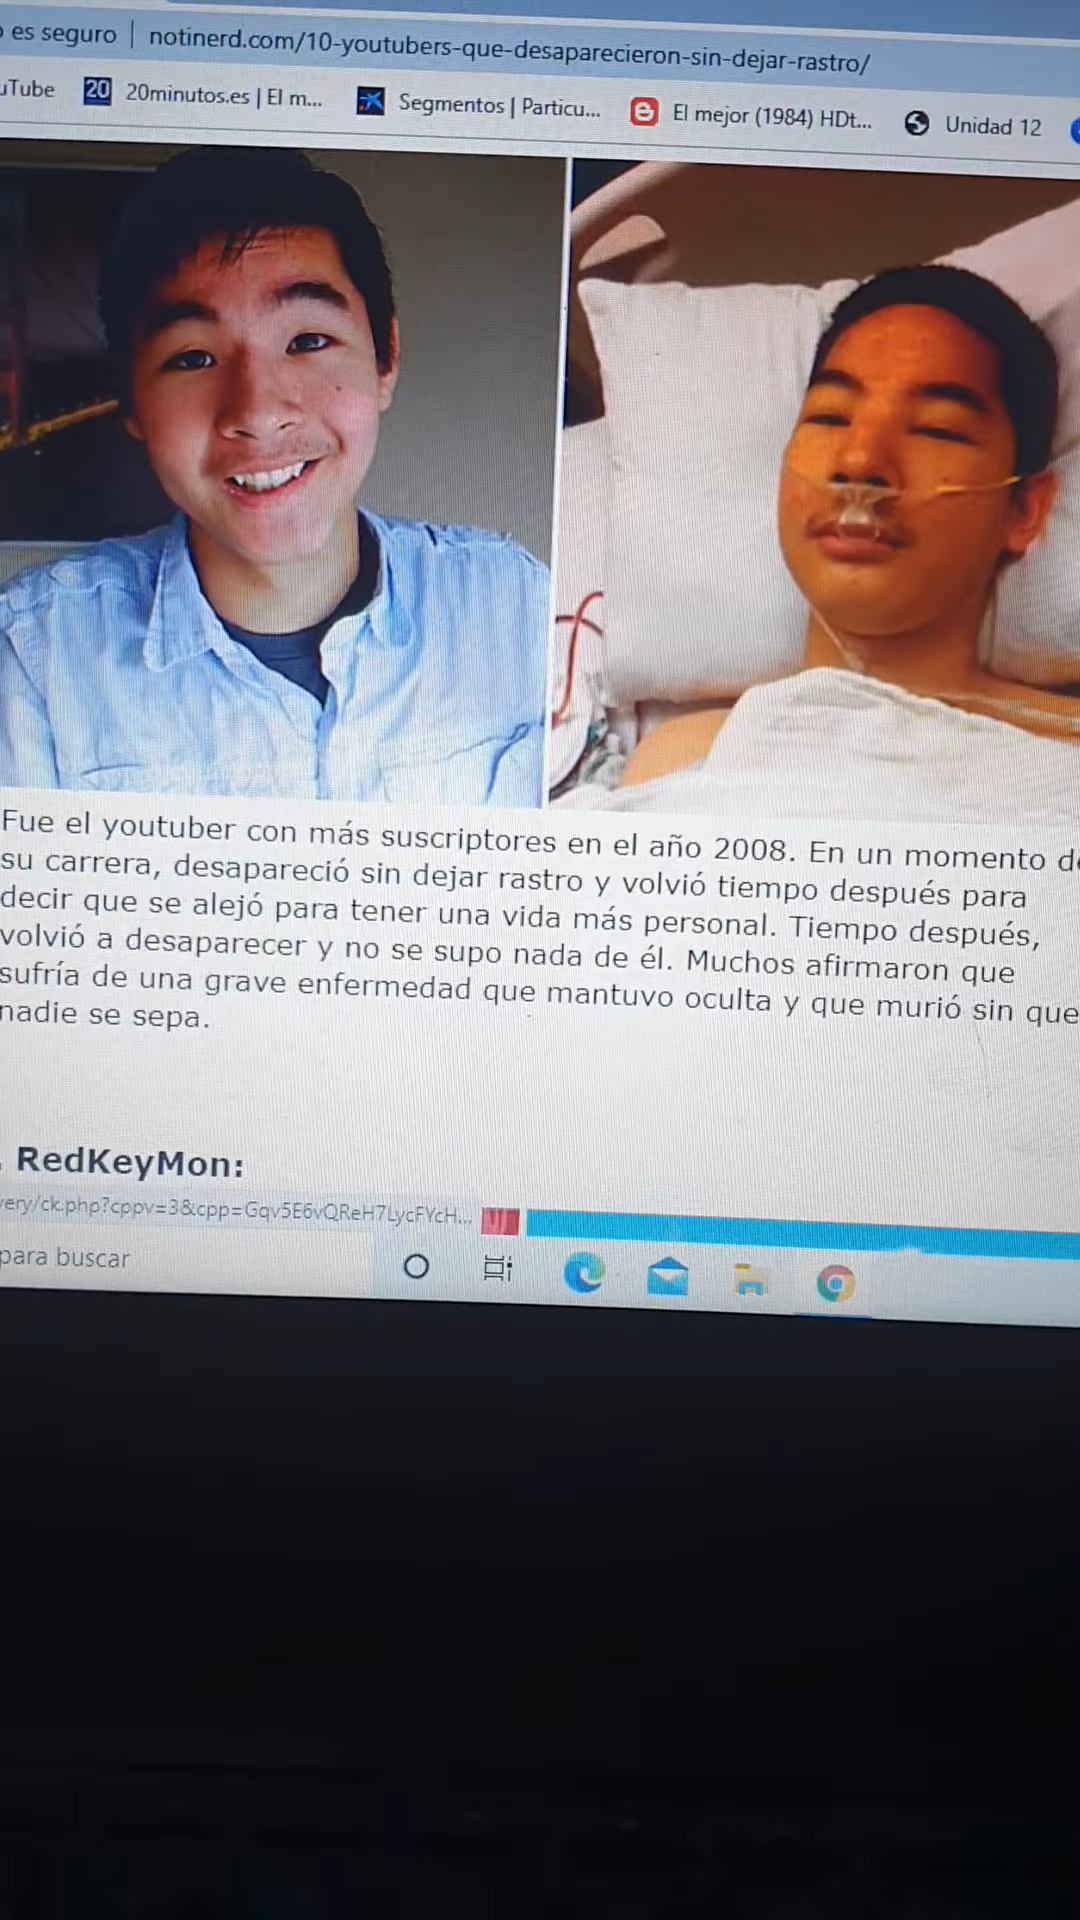 es seguro | notinerd.com/10-youtubers-que-desaparecieron-sin-dejar-rastro/
uTube 20 20minutos.es | El m... Segmentos | Particu... El mejor (1984) HDt... Unidad 12
Fue el youtuber con más suscriptores en el año 2008. En un momento de
su carrera, desapareció sin dejar rastro y volvió tiempo después para
decir que se alejó para tener una vida más personal. Tiempo después,
volvió a desaparecer y no se supo nada de él. Muchos afirmaron que
sufría de una grave enfermedad que mantuvo oculta y que murió sin que
nadie se sepa.
. RedKeyMon:
very/ck.php?cppv=3&cpp=Gqv5E6vQReH7LycFYcH...
para buscar